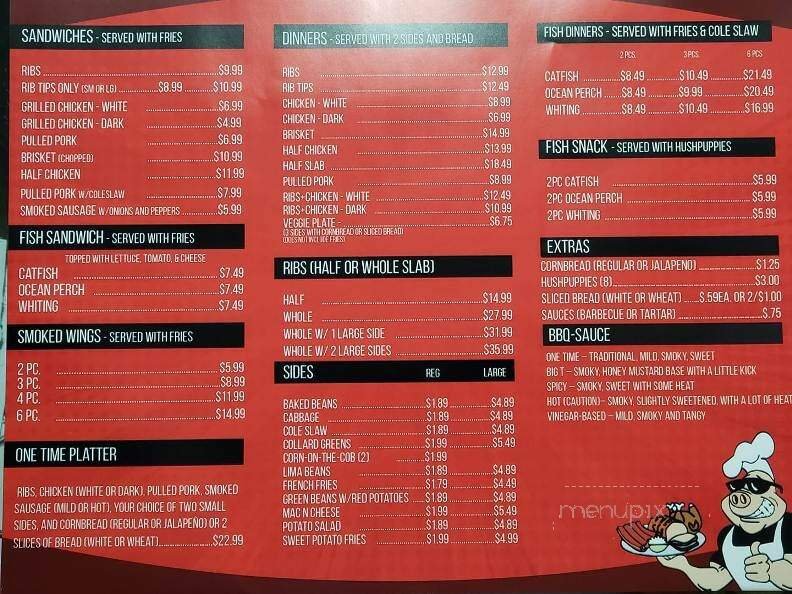 SANDWICHES - SERVED WITH FRIES
RIBS $9.99
RIB TIPS ONLY (SM OR LG) $8.99 $10.99
GRILLED CHICKEN - WHITE $6.99
GRILLED CHICKEN - DARK $4.99
PULLED PORK $6.99
BRISKET (CHOPPED) $10.99
HALF CHICKEN $11.99
PULLED PORK W/COLESLAW $7.99
SMOKED SAUSAGE W/ONIONS AND PEPPERS $5.99
FISH SANDWICH - SERVED WITH FRIES
TOPPED WITH LETTUCE, TOMATO, & CHEESE
CATFISH $7.49
OCEAN PERCH $7.49
WHITING $7.49
SMOKED WINGS - SERVED WITH FRIES
2 PC. $5.99
3 PC. $8.99
4 PC. $11.99
6 PC. $14.99
ONE TIME PLATTER
RIBS, CHICKEN (WHITE OR DARK), PULLED PORK, SMOKED
SAUSAGE (MILD OR HOT), YOUR CHOICE OF TWO SMALL
SIDES, AND CORNBREAD (REGULAR OR JALAPEÑO) OR 2
SLICES OF BREAD (WHITE OR WHEAT) $22.99
DINNERS - SERVED WITH 2 SIDES AND BREAD
RIBS $12.99
RIB TIPS $12.49
CHICKEN - WHITE $8.99
CHICKEN - DARK $6.99
BRISKET $14.99
HALF CHICKEN $13.99
HALF SLAB $18.49
PULLED PORK $8.99
RIBS+CHICKEN - WHITE $12.49
RIBS+CHICKEN - DARK $10.99
VEGGIE PLATE - $6.75
(3 SIDES WITH CORNBREAD OR SLICED BREAD)
(DOES NOT INCLUDE FRIES)
RIBS (HALF OR WHOLE SLAB)
HALF $14.99
WHOLE $27.99
WHOLE W/ 1 LARGE SIDE $31.99
WHOLE W/ 2 LARGE SIDES $35.99
SIDES REG LARGE
BAKED BEANS $1.89 $4.89
CABBAGE $1.89 $4.89
COLE SLAW $1.89 $4.89
COLLARD GREENS $1.99 $5.49
CORN-ON-THE-COB (2) $1.99
LIMA BEANS $1.89 $4.89
FRENCH FRIES $1.79 $4.49
GREEN BEANS W/RED POTATOES $1.89 $4.89
MAC N CHEESE $1.99 $5.49
POTATO SALAD $1.89 $4.89
SWEET POTATO FRIES $1.99 $4.99
FISH DINNERS - SERVED WITH FRIES & COLE SLAW
2 PCS. 3 PCS. 6 PCS
CATFISH $8.49 $10.49 $21.49
OCEAN PERCH $8.49 $9.99 $20.49
WHITING $8.49 $10.49 $16.99
FISH SNACK - SERVED WITH HUSHPUPPIES
2PC CATFISH $5.99
2PC OCEAN PERCH $5.99
2PC WHITING $5.99
EXTRAS
CORNBREAD (REGULAR OR JALAPENO) $1.25
HUSHPUPPIES (8) $3.00
SLICED BREAD (WHITE OR WHEAT) $.59EA. OR 2/$1.00
SAUCES (BARBECUE OR TARTAR) $.75
BBQ-SAUCE
ONE TIME – TRADITIONAL, MILD, SMOKY, SWEET
BIG T – SMOKY, HONEY MUSTARD BASE WITH A LITTLE KICK
SPICY – SMOKY, SWEET WITH SOME HEAT
HOT (CAUTION) – SMOKY, SLIGHTLY SWEETENED, WITH A LOT OF HEAT
VINEGAR-BASED – MILD, SMOKY AND TANGY
menupix